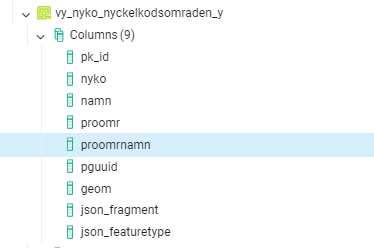 vy_nyko_nyckelkodsomraden_y
Columns (9)
pk_id
nyko
namn
proomr
proomrnamn
pguuid
geom
json_fragment
json_featuretype